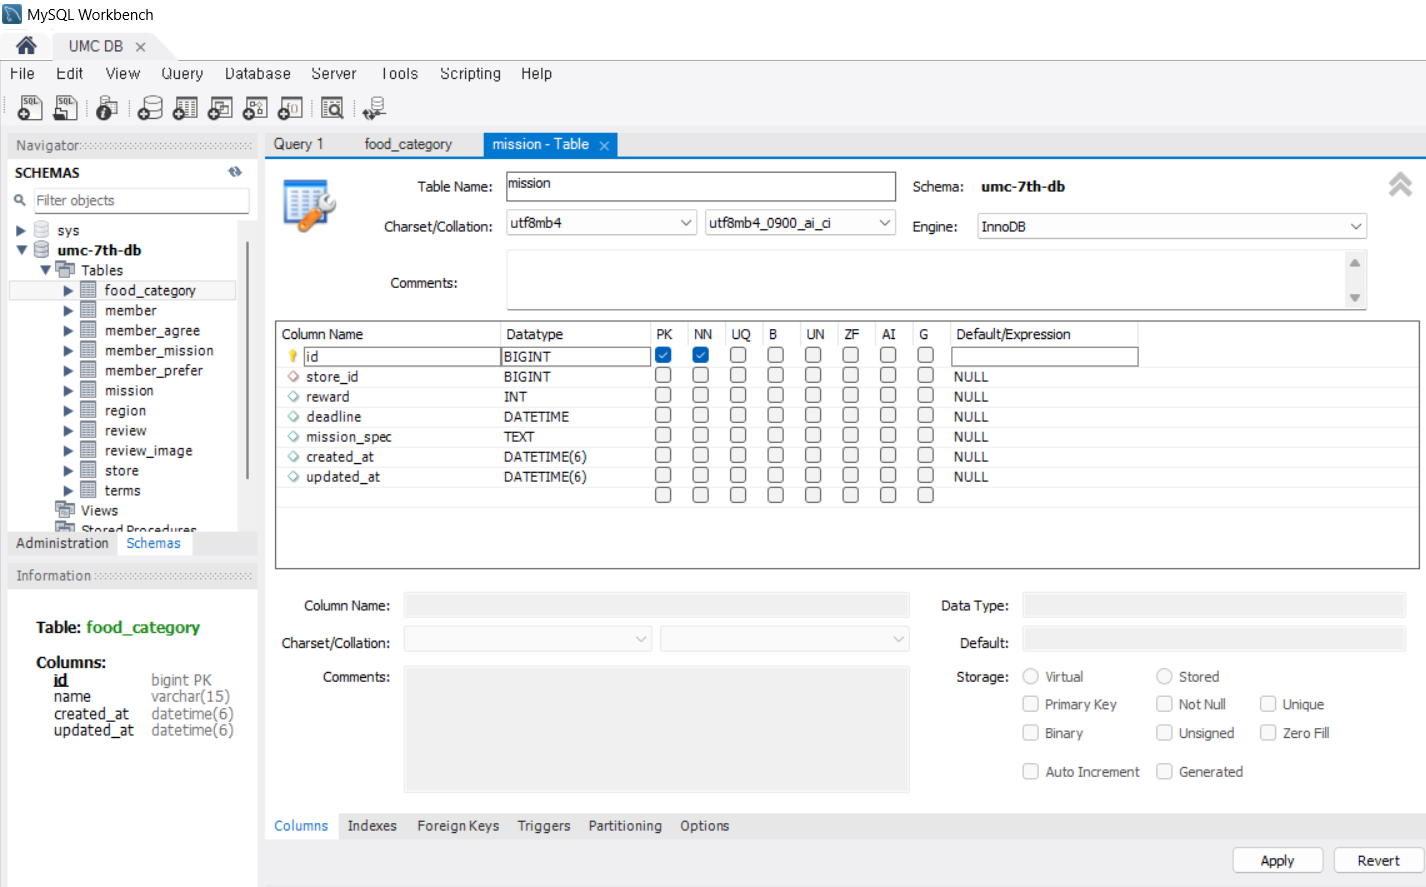 MySQL Workbench
UMC DB
File Edit View Query Database Server Tools Scripting Help
Navigator
SCHEMAS
Filter objects
sys
umc-7th-db
Tables
food_category
member
member_agree
member_mission
member_prefer
mission
region
review
review_image
store
terms
Views
Stored Procedures
Administration Schemas
Information
Table: food_category
Columns:
id bigint PK
name varchar(15)
created_at datetime(6)
updated_at datetime(6)
Query 1 food_category mission - Table
Table Name: mission Schema: umc-7th-db
Charset/Collation: utf8mb4 utf8mb4_0900_ai_ci Engine: InnoDB
Comments:
Column Name Datatype PK NN UQ B UN ZF AI G Default/Expression
id BIGINT
store_id BIGINT NULL
reward INT NULL
deadline DATETIME NULL
mission_spec TEXT NULL
created_at DATETIME(6) NULL
updated_at DATETIME(6) NULL
Column Name: Data Type:
Charset/Collation: Default:
Comments: Storage: Virtual Stored
Primary Key Not Null Unique
Binary Unsigned Zero Fill
Auto Increment Generated
Columns Indexes Foreign Keys Triggers Partitioning Options
Apply Revert